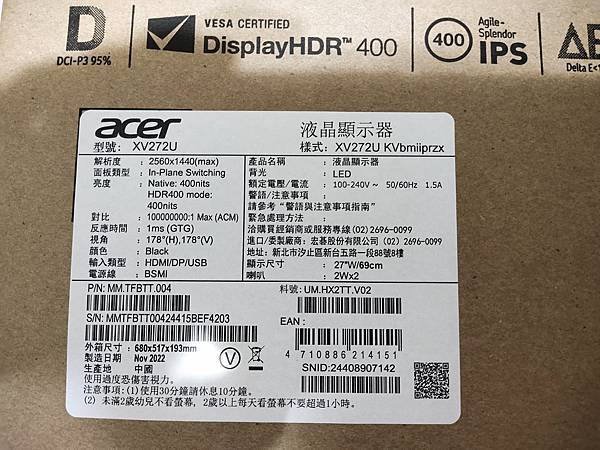 D
DCI-P3 95%
VESA CERTIFIED
DisplayHDR™ 400
400
Agile-
Splendor
IPS
Delta E<
acer
液晶顯示器
型號: XV272U
樣式: XV272U KVbmiiprzx
解析度 : 2560x1440(max)
面板類型 : In-Plane Switching
亮度 : Native: 400nits
HDR400 mode:
400nits
對比 : 100000000:1 Max (ACM)
反應時間 : 1ms (GTG)
視角 : 178°(H),178°(V)
顏色 : Black
輸入類型 : HDMI/DP/USB
電源線 : BSMI
產品名稱 : 液晶顯示器
背光 : LED
額定電壓/電流 : 100-240V~ 50/60Hz 1.5A
警語/注意事項 :
請參考“警語與注意事項指南”
緊急處理方法 :
洽購買經銷商或服務專線(02) 2696-0099
進口/委製廠商: 宏碁股份有限公司(02) 2696-0099
地址: 新北市汐止區新台五路一段88號8樓
顯示尺寸 : 27"W/69cm
喇叭 : 2Wx2
P/N: MM.TFBTT.004
料號: UM.HX2TT.V02
S/N: MMTFBTT00424415BEF4203
EAN :
4 710886 214151
SNID:24408907142
外箱尺寸 : 680x517x193mm
製造日期 Nov 2022
生產地 : 中國
V
使用過度恐傷害視力。
注意事項:(1)使用30分鐘請休息10分鐘。
(2) 未滿2歲幼兒不看螢幕，2歲以上每天看螢幕不要超過1小時。